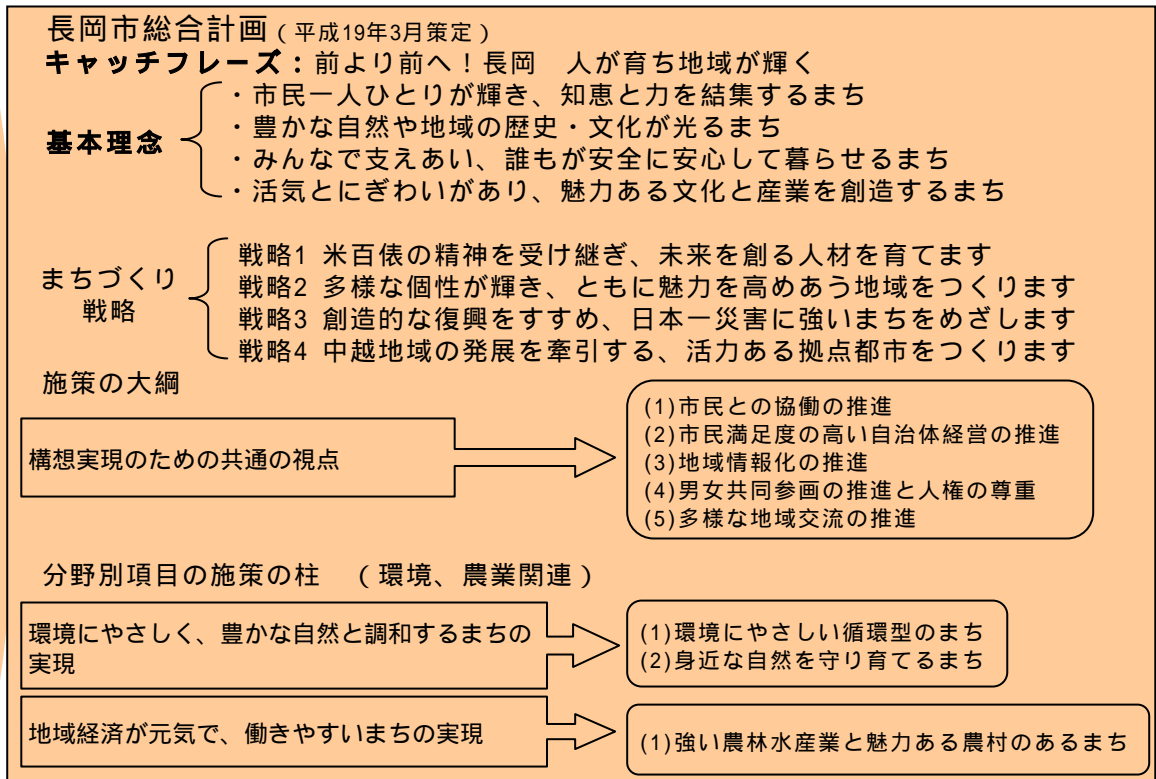 長岡市総合計画（平成19年3月策定）
キャッチフレーズ：前より前へ！長岡　人が育ち地域が輝く
基本理念
・市民一人ひとりが輝き、知恵と力を結集するまち
・豊かな自然や地域の歴史・文化が光るまち
・みんなで支えあい、誰もが安全に安心して暮らせるまち
・活気とにぎわいがあり、魅力ある文化と産業を創造するまち
まちづくり
戦略
戦略1 米百俵の精神を受け継ぎ、未来を創る人材を育てます
戦略2 多様な個性が輝き、ともに魅力を高めあう地域をつくります
戦略3 創造的な復興をすすめ、日本一災害に強いまちをめざします
戦略4 中越地域の発展を牽引する、活力ある拠点都市をつくります
施策の大綱
構想実現のための共通の視点
(1)市民との協働の推進
(2)市民満足度の高い自治体経営の推進
(3)地域情報化の推進
(4)男女共同参画の推進と人権の尊重
(5)多様な地域交流の推進
分野別項目の施策の柱　（環境、農業関連）
環境にやさしく、豊かな自然と調和するまちの
実現
(1)環境にやさしい循環型のまち
(2)身近な自然を守り育てるまち
地域経済が元気で、働きやすいまちの実現
(1)強い農林水産業と魅力ある農村のあるまち